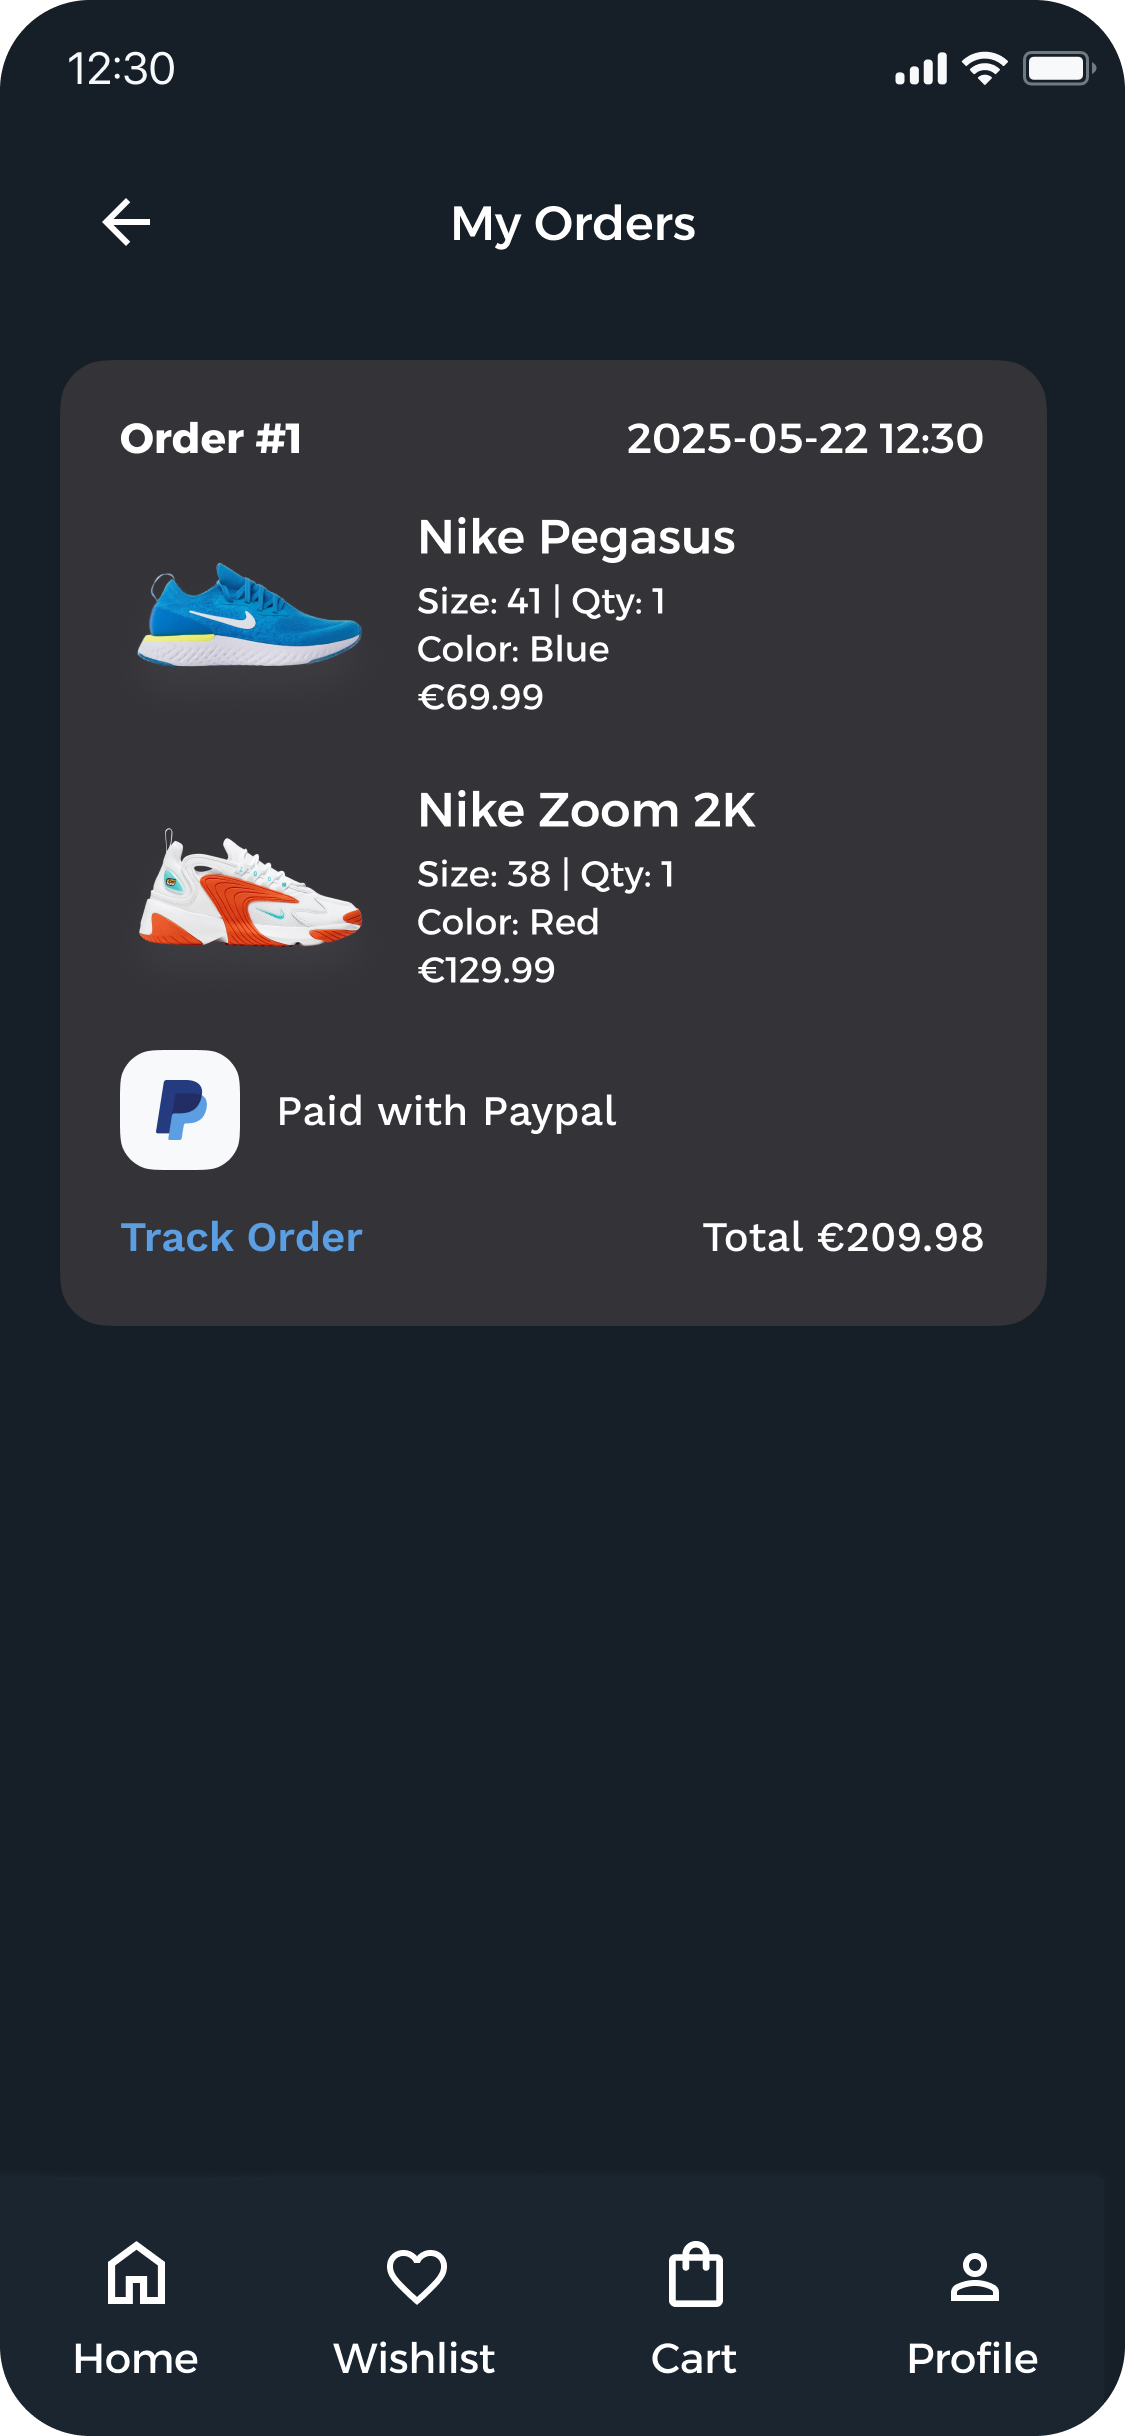 12:30
My Orders
Order #1
2025-05-22 12:30
Nike Pegasus
Size: 41 | Qty: 1
Color: Blue
€69.99
Nike Zoom 2K
Size: 38 | Qty: 1
Color: Red
€129.99
Paid with Paypal
Track Order
Total €209.98
Home
Wishlist
Cart
Profile